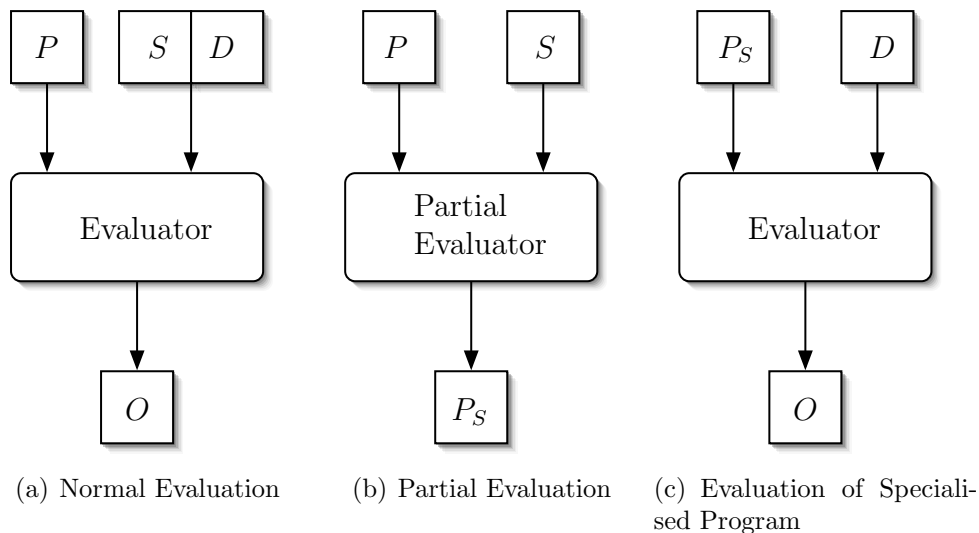 P
S D
Evaluator
O
(a) Normal Evaluation
P
S
Partial
Evaluator
P_S
(b) Partial Evaluation
P_S
D
Evaluator
O
(c) Evaluation of Speciali-
sed Program